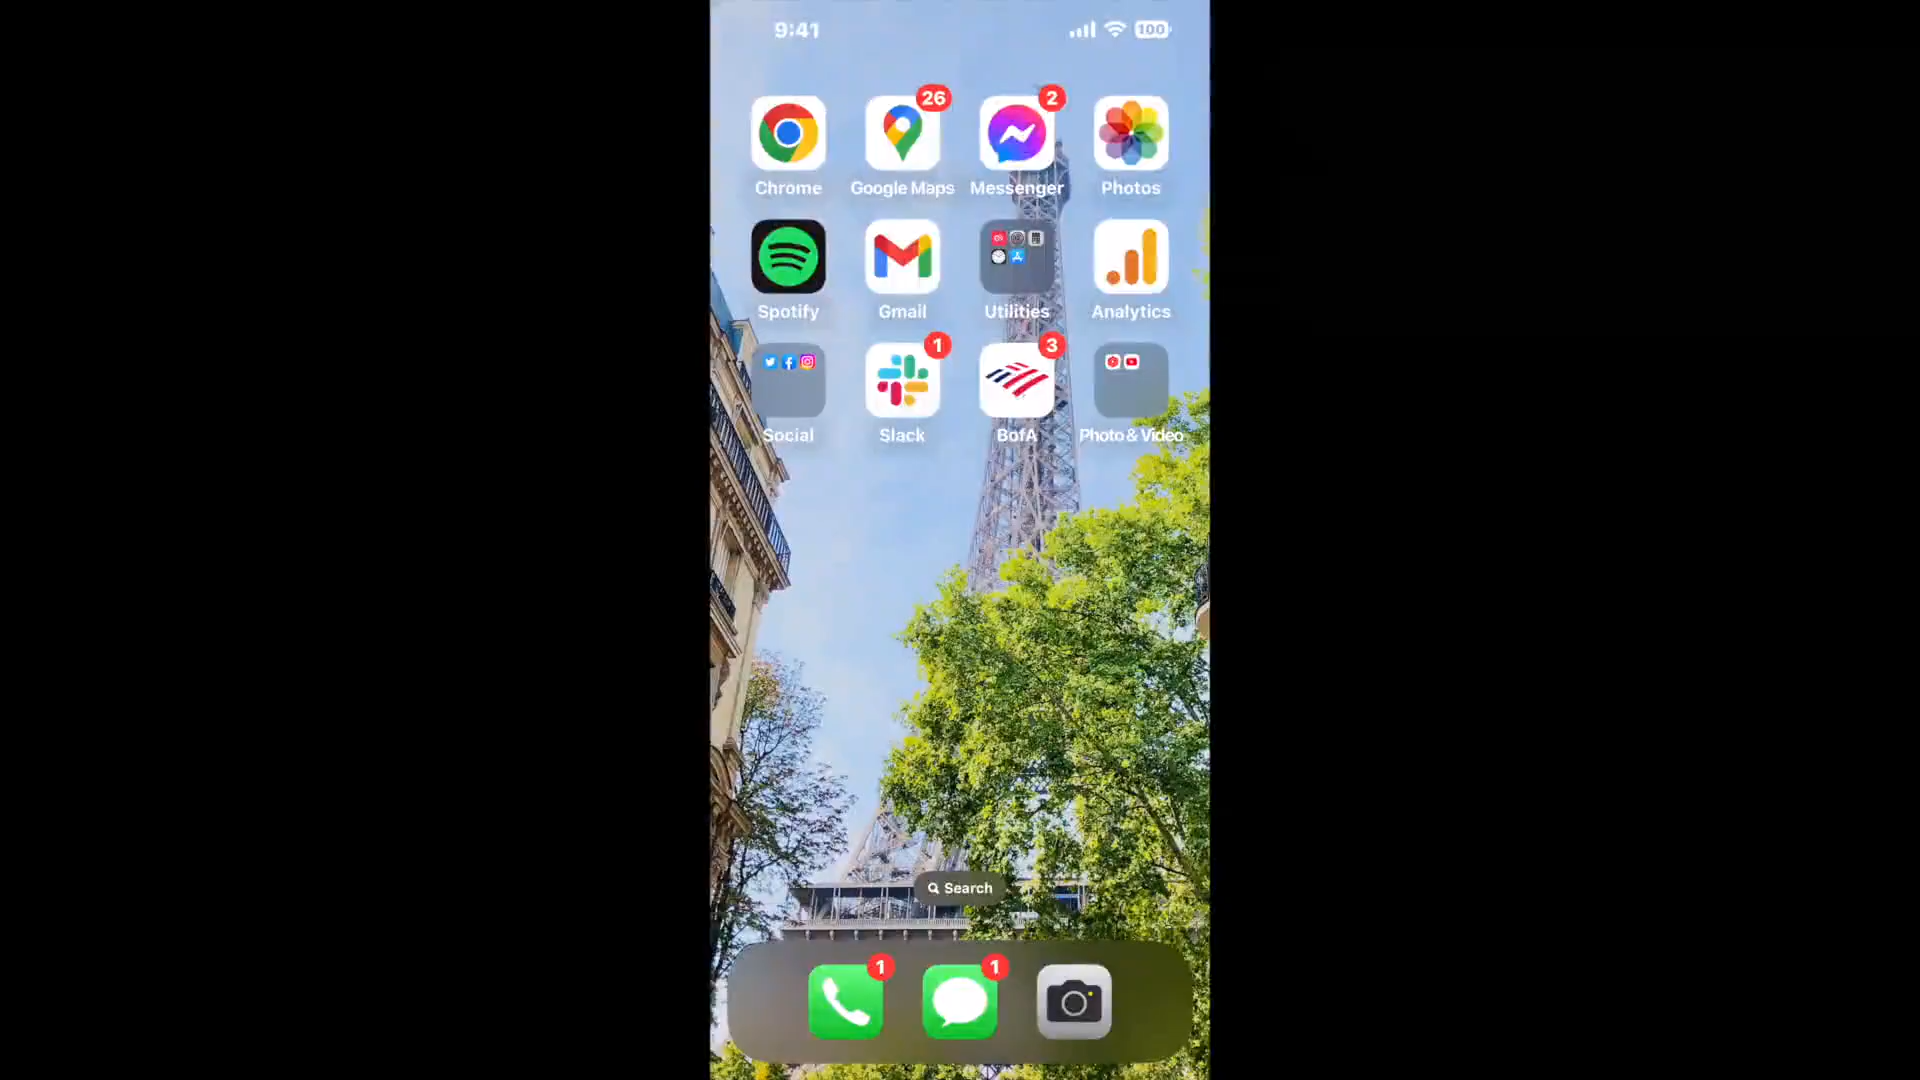 9:41
100
26
2
Chrome
Google Maps
Messenger
Photos
Spotify
Gmail
Utilities
Analytics
1
3
Social
Slack
BofA
Photo & Video
Search
1
1